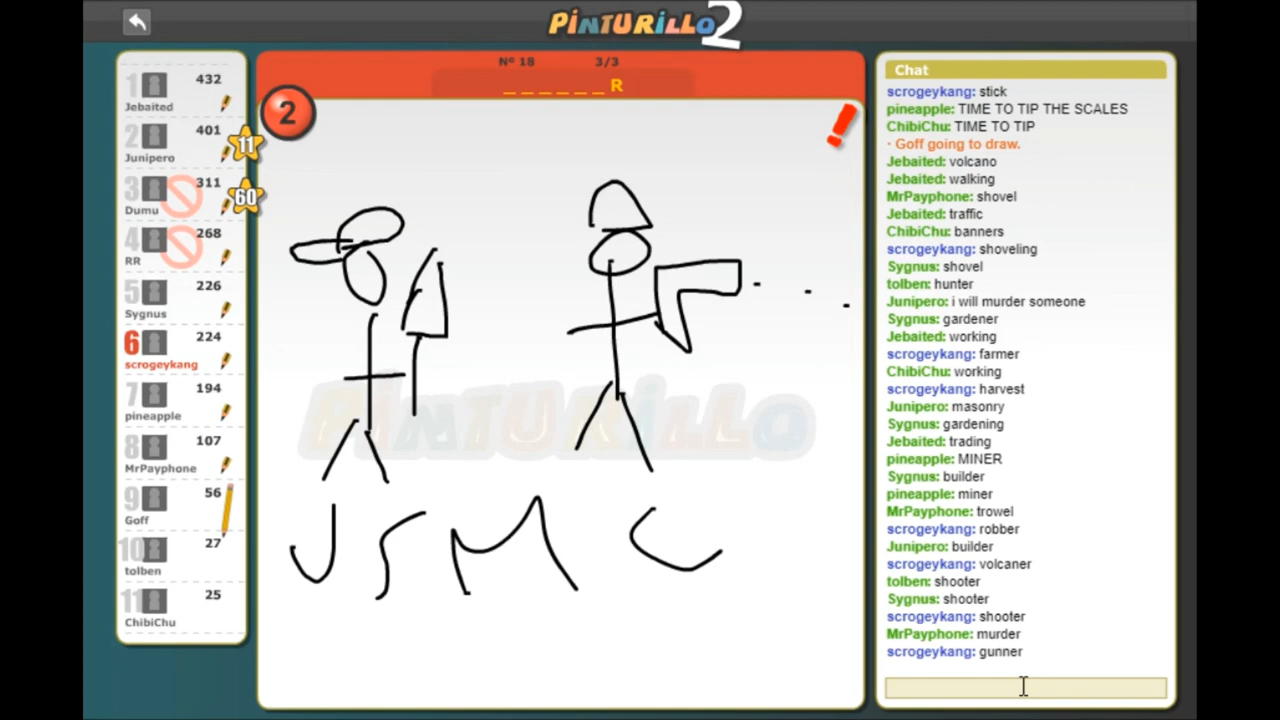 PINTURILLO 2
Nº 18 3/3
_ _ _ _ _ _ R
2
1 Jebaited 432
2 Junipero 401 11
3 Dumu 311 60
4 RR 268
5 Sygnus 226
6 scrogeykang 224
7 pineapple 194
8 MrPayphone 107
9 Goff 56
10 tolben 27
11 ChibiChu 25
PINTURILLO
USMC
Chat
scrogeykang: stick
pineapple: TIME TO TIP THE SCALES
ChibiChu: TIME TO TIP
· Goff going to draw.
Jebaited: volcano
Jebaited: walking
MrPayphone: shovel
Jebaited: traffic
ChibiChu: banners
scrogeykang: shoveling
Sygnus: shovel
tolben: hunter
Junipero: i will murder someone
Sygnus: gardener
Jebaited: working
scrogeykang: farmer
ChibiChu: working
scrogeykang: harvest
Junipero: masonry
Sygnus: gardening
Jebaited: trading
pineapple: MINER
Sygnus: builder
pineapple: miner
MrPayphone: trowel
scrogeykang: robber
Junipero: builder
scrogeykang: volcaner
tolben: shooter
Sygnus: shooter
scrogeykang: shooter
MrPayphone: murder
scrogeykang: gunner